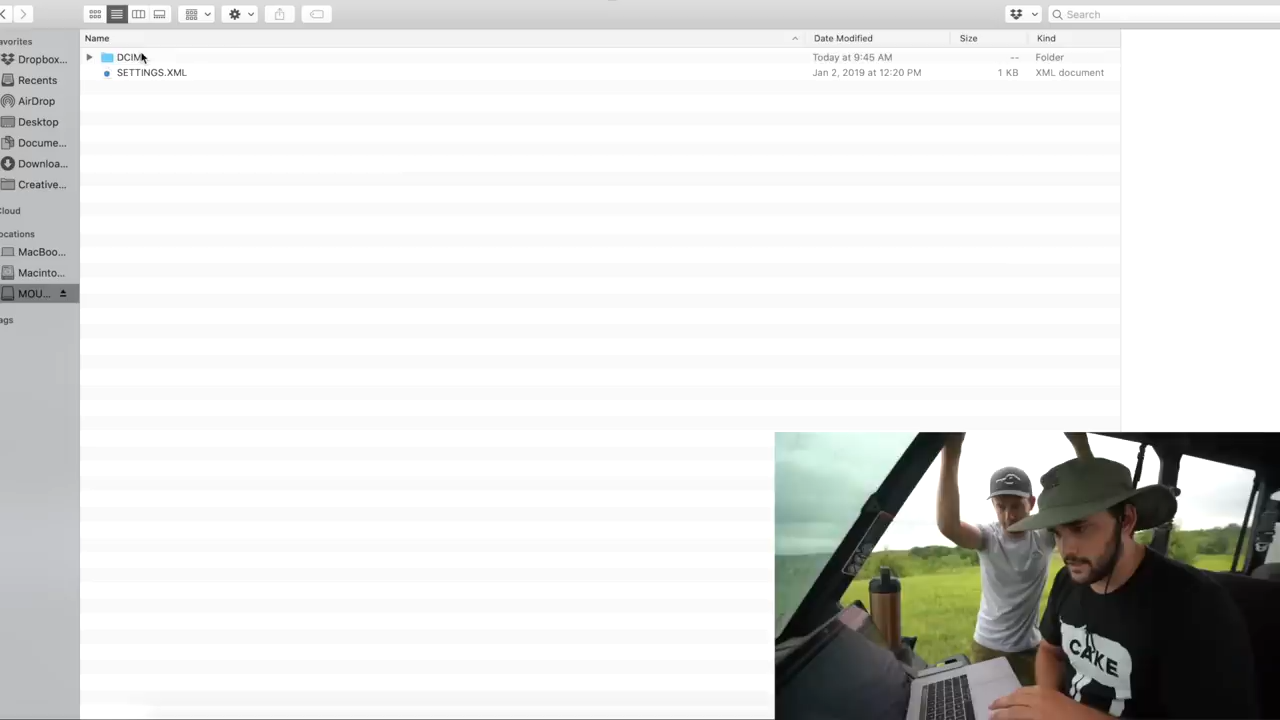 Search
avorites
Name
Date Modified
Size
Kind
Dropbox...
DCIM
Today at 9:45 AM
--
Folder
SETTINGS.XML
Jan 2, 2019 at 12:20 PM
1 KB
XML document
Recents
AirDrop
Desktop
Docume...
Downloa...
Creative...
Cloud
ocations
MacBoo...
Macinto...
MOU...
ags
CAKE